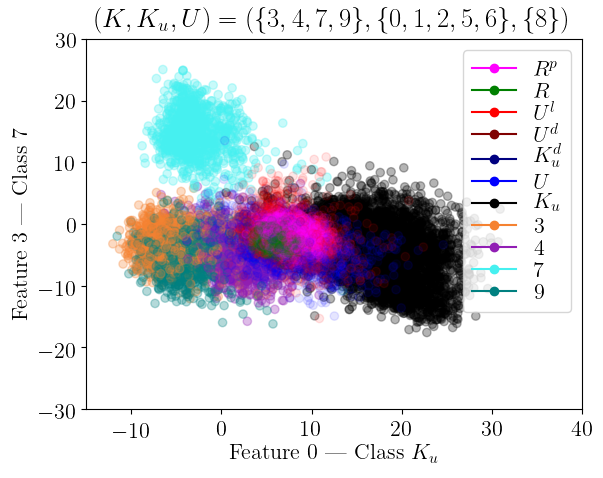 (K, K_u, U) = ({3, 4, 7, 9}, {0, 1, 2, 5, 6}, {8})
30
20
10
0
−10
−20
−30
Feature 3 — Class 7
R^p
R
U^l
U^d
K_u^d
U
K_u
3
4
7
9
−10 0 10 20 30 40
Feature 0 — Class K_u